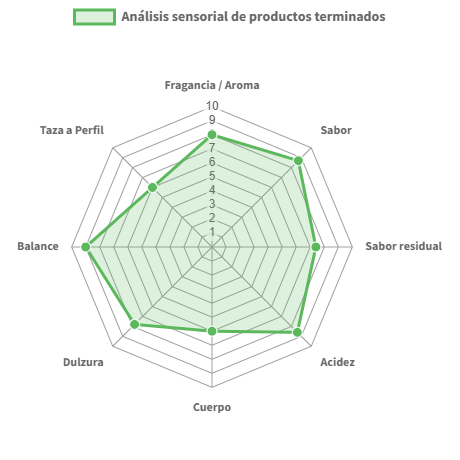 Análisis sensorial de productos terminados
Fragancia / Aroma
10
9
7
6
5
4
3
2
1
Taza a Perfil
Sabor
Balance
Sabor residual
Dulzura
Acidez
Cuerpo